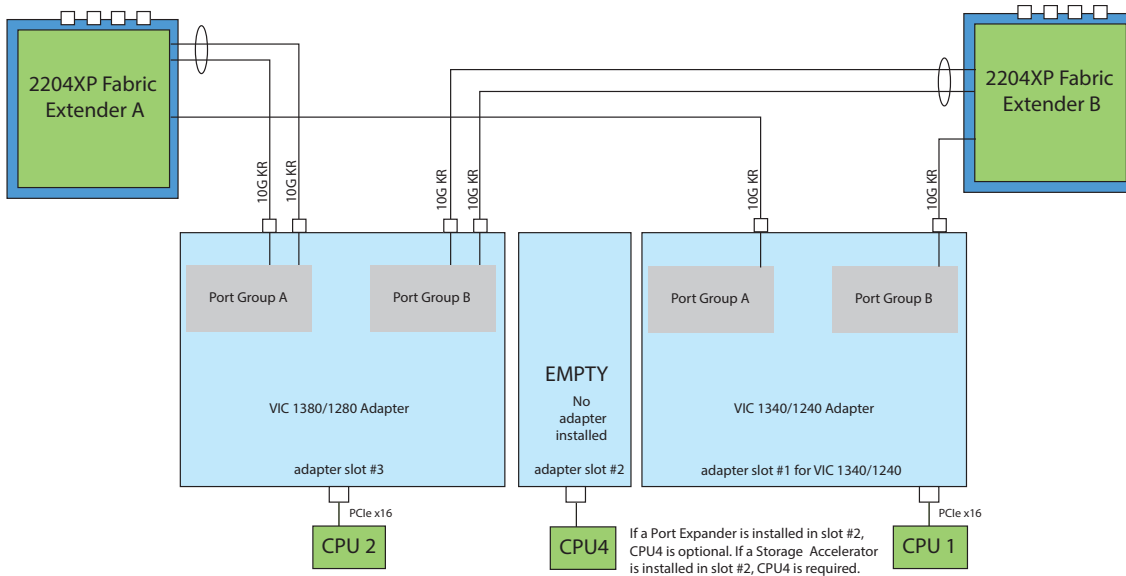 2204XP Fabric
Extender A
2204XP Fabric
Extender B
10G KR
10G KR
10G KR
10G KR
10G KR
10G KR
Port Group A
Port Group B
Port Group A
Port Group B
EMPTY
No
adapter
installed
VIC 1380/1280 Adapter
VIC 1340/1240 Adapter
adapter slot #3
adapter slot #2
adapter slot #1 for VIC 1340/1240
PCIe x16
PCIe x16
CPU 2
CPU4
If a Port Expander is installed in slot #2,
CPU4 is optional. If a Storage Accelerator
is installed in slot #2, CPU4 is required.
CPU 1